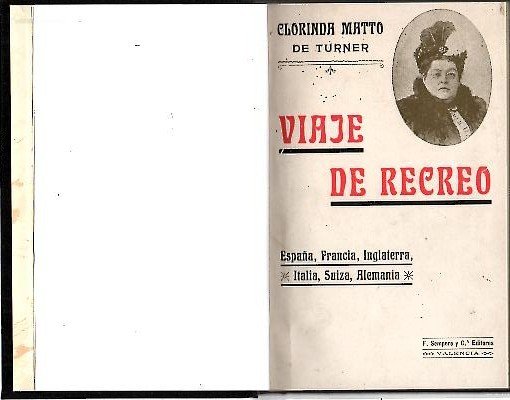 CLORINDA MATTO
DE TURNER
VIAJE
DE RECREO
España, Francia, Inglaterra,
Italia, Suiza, Alemania
F. Sempere y C.ª Editores
VALENCIA